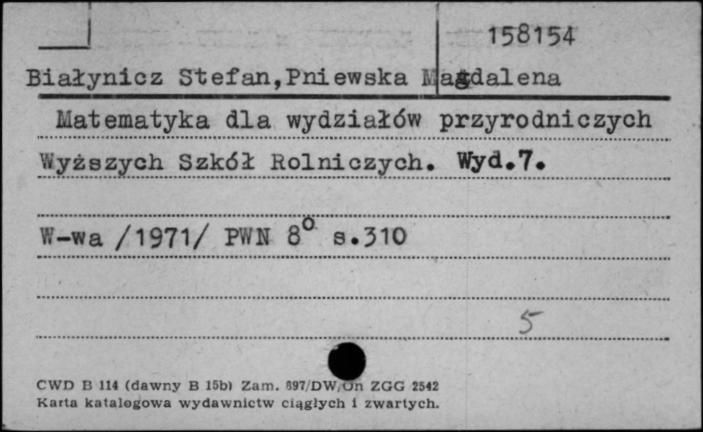 158154
Białynicz Stefan,Pniewska Magdalena
Matematyka dla wydziałów przyrodniczych
Wyższych Szkół Rolniczych. Wyd.7.
W-wa /1971/ PWN 8° s.310
5
CWD B 114 (dawny B 15b) Zam. 897/DW/On ZGG 2542
Karta katalogowa wydawnictw ciągłych i zwartych.